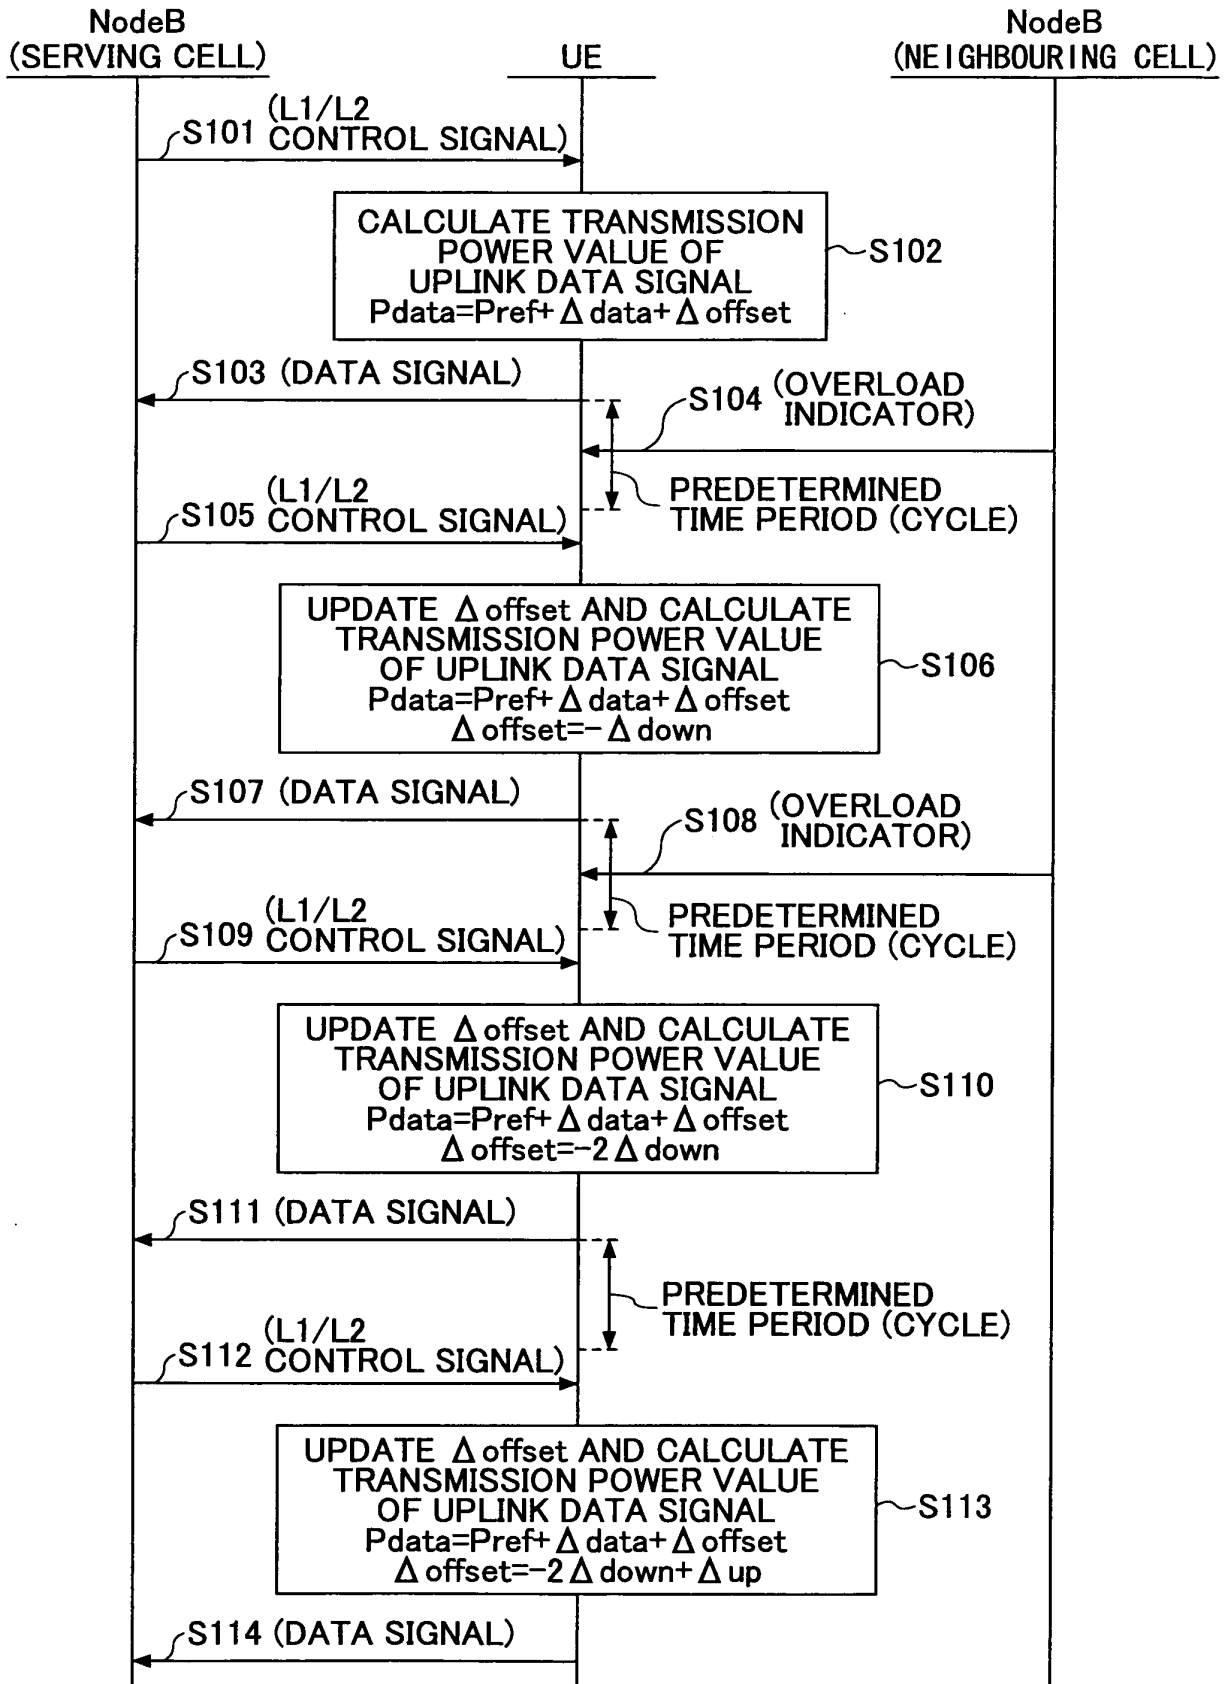 NodeB
(SERVING CELL)
UE
NodeB
(NEIGHBOURING CELL)
S101
(L1/L2
CONTROL SIGNAL)
CALCULATE TRANSMISSION
POWER VALUE OF
UPLINK DATA SIGNAL
Pdata=Pref+Δdata+Δoffset
S102
S103 (DATA SIGNAL)
S104
(OVERLOAD
INDICATOR)
PREDETERMINED
TIME PERIOD (CYCLE)
S105
(L1/L2
CONTROL SIGNAL)
UPDATE Δoffset AND CALCULATE
TRANSMISSION POWER VALUE
OF UPLINK DATA SIGNAL
Pdata=Pref+Δdata+Δoffset
Δoffset=-Δdown
S106
S107 (DATA SIGNAL)
S108
(OVERLOAD
INDICATOR)
PREDETERMINED
TIME PERIOD (CYCLE)
S109
(L1/L2
CONTROL SIGNAL)
UPDATE Δoffset AND CALCULATE
TRANSMISSION POWER VALUE
OF UPLINK DATA SIGNAL
Pdata=Pref+Δdata+Δoffset
Δoffset=-2Δdown
S110
S111 (DATA SIGNAL)
PREDETERMINED
TIME PERIOD (CYCLE)
S112
(L1/L2
CONTROL SIGNAL)
UPDATE Δoffset AND CALCULATE
TRANSMISSION POWER VALUE
OF UPLINK DATA SIGNAL
Pdata=Pref+Δdata+Δoffset
Δoffset=-2Δdown+Δup
S113
S114 (DATA SIGNAL)